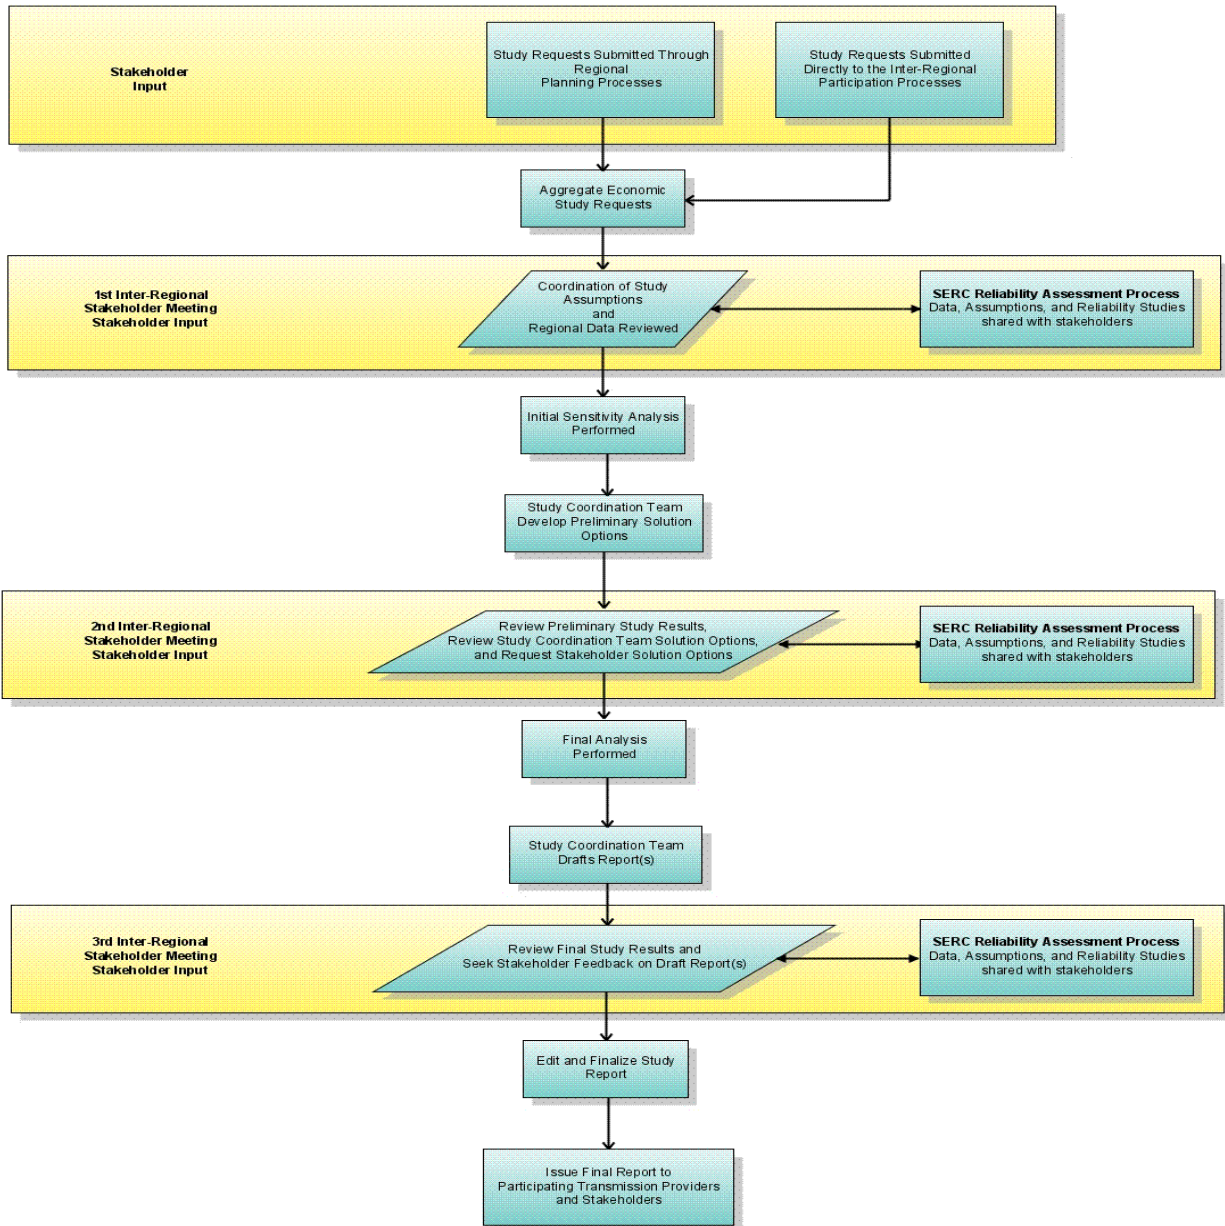 Stakeholder
Input
Study Requests Submitted Through
Regional
Planning Processes
Study Requests Submitted
Directly to the Inter-Regional
Participation Processes
Aggregate Economic
Study Requests
1st Inter-Regional
Stakeholder Meeting
Stakeholder Input
Coordination of Study
Assumptions
and
Regional Data Reviewed
SERC Reliability Assessment Process
Data, Assumptions, and Reliability Studies
shared with stakeholders
Initial Sensitivity Analysis
Performed
Study Coordination Team
Develop Preliminary Solution
Options
2nd Inter-Regional
Stakeholder Meeting
Stakeholder Input
Review Preliminary Study Results,
Review Study Coordination Team Solution Options,
and Request Stakeholder Solution Options
SERC Reliability Assessment Process
Data, Assumptions, and Reliability Studies
shared with stakeholders
Final Analysis
Performed
Study Coordination Team
Drafts Report(s)
3rd Inter-Regional
Stakeholder Meeting
Stakeholder Input
Review Final Study Results and
Seek Stakeholder Feedback on Draft Report(s)
SERC Reliability Assessment Process
Data, Assumptions, and Reliability Studies
shared with stakeholders
Edit and Finalize Study
Report
Issue Final Report to
Participating Transmission Providers
and Stakeholders